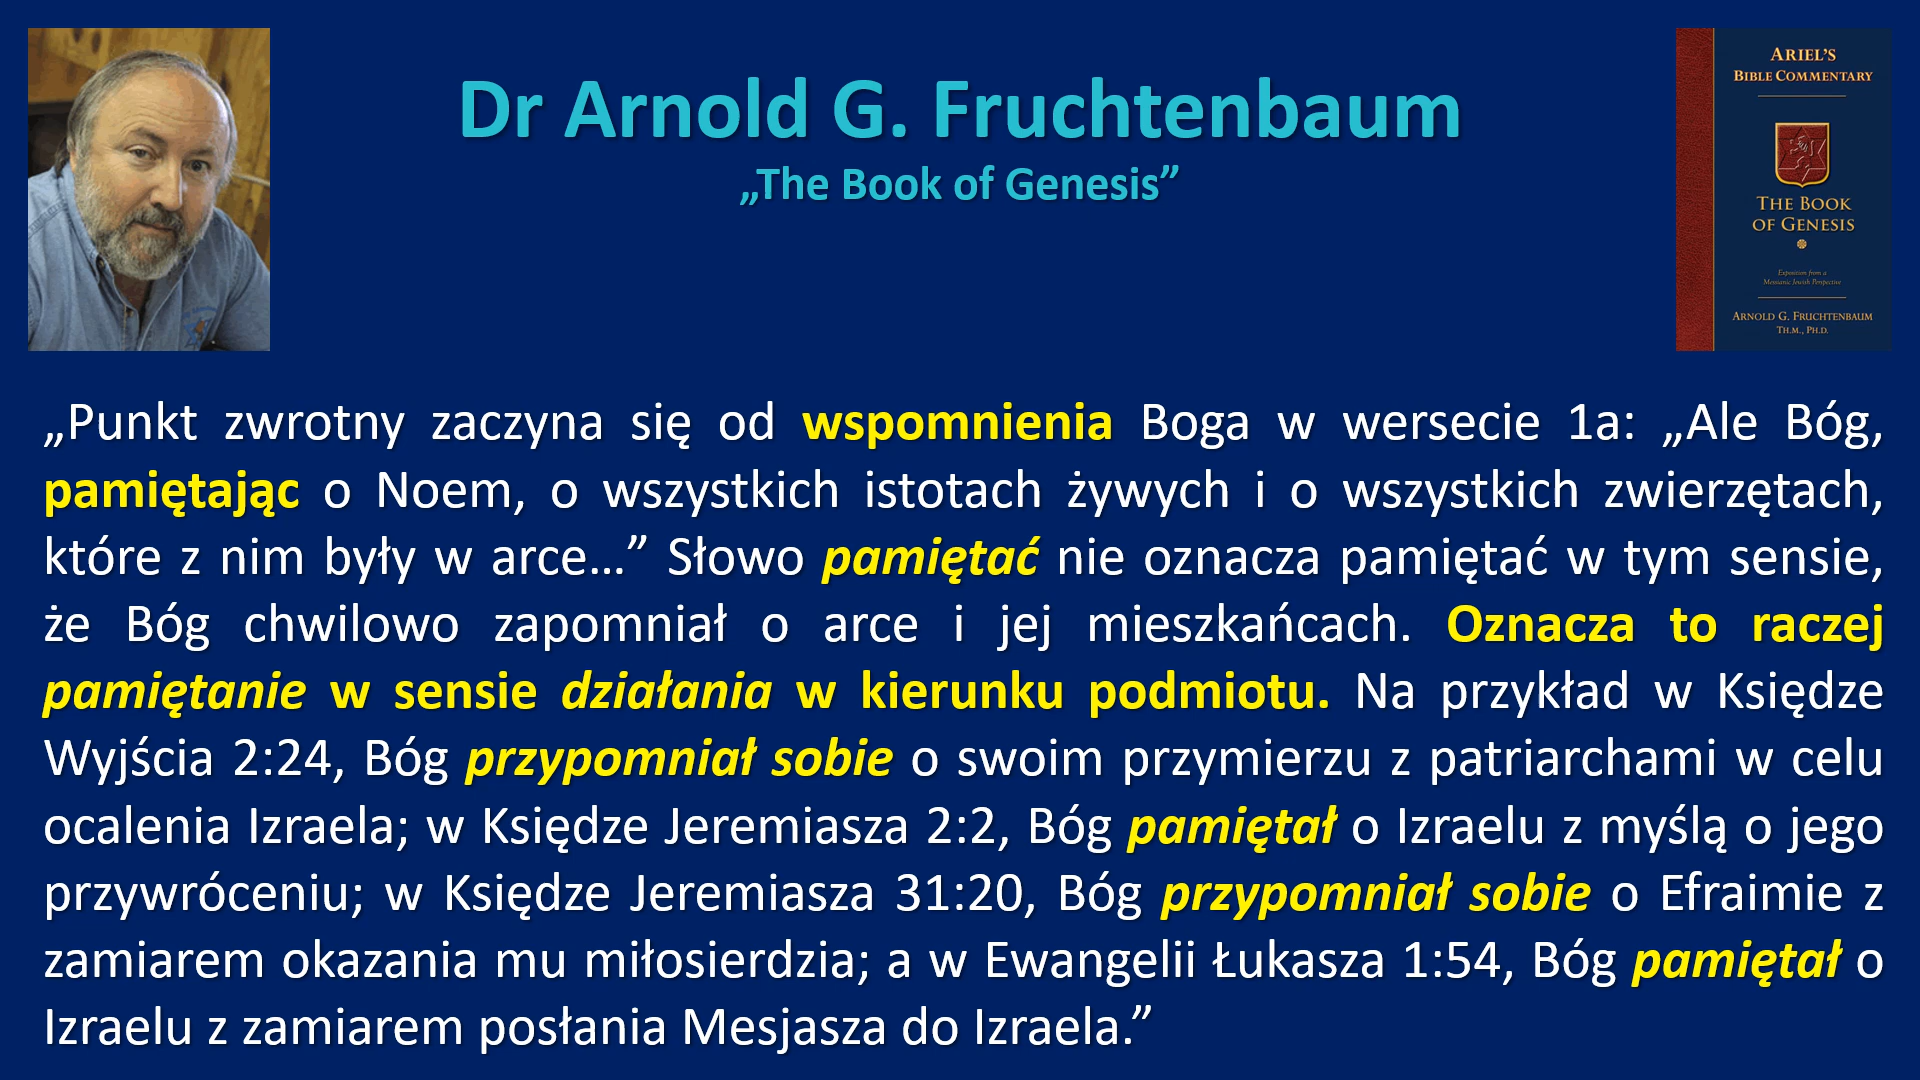 Dr Arnold G. Fruchtenbaum
„The Book of Genesis”
ARIEL'S
BIBLE COMMENTARY
THE BOOK
OF GENESIS
Exposition from a
Messianic Jewish Perspective
ARNOLD G. FRUCHTENBAUM
TH.M., PH.D.
„Punkt zwrotny zaczyna się od wspomnienia Boga w wersecie 1a: „Ale Bóg,
pamiętając o Noem, o wszystkich istotach żywych i o wszystkich zwierzętach,
które z nim były w arce…” Słowo pamiętać nie oznacza pamiętać w tym sensie,
że Bóg chwilowo zapomniał o arce i jej mieszkańcach. Oznacza to raczej
pamiętanie w sensie działania w kierunku podmiotu. Na przykład w Księdze
Wyjścia 2:24, Bóg przypomniał sobie o swoim przymierzu z patriarchami w celu
ocalenia Izraela; w Księdze Jeremiasza 2:2, Bóg pamiętał o Izraelu z myślą o jego
przywróceniu; w Księdze Jeremiasza 31:20, Bóg przypomniał sobie o Efraimie z
zamiarem okazania mu miłosierdzia; a w Ewangelii Łukasza 1:54, Bóg pamiętał o
Izraelu z zamiarem posłania Mesjasza do Izraela.”